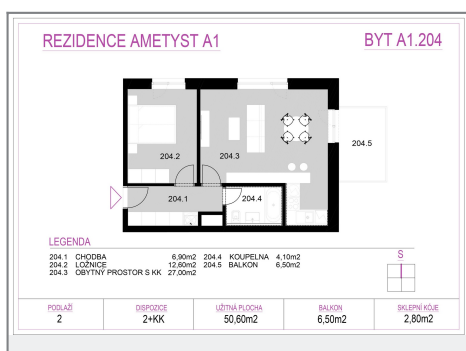 REZIDENCE AMETYST A1
BYT A1.204
204.2
204.3
204.5
204.1
204.4
LEGENDA
204.1 CHODBA 6,90m2 204.4 KOUPELNA 4,10m2
204.2 LOŽNICE 12,60m2 204.5 BALKON 6,50m2
204.3 OBYTNÝ PROSTOR S KK 27,00m2
S
PODLAŽÍ DISPOZICE UŽITNÁ PLOCHA BALKON SKLEPNÍ KÓJE
2 2+KK 50,60m2 6,50m2 2,80m2